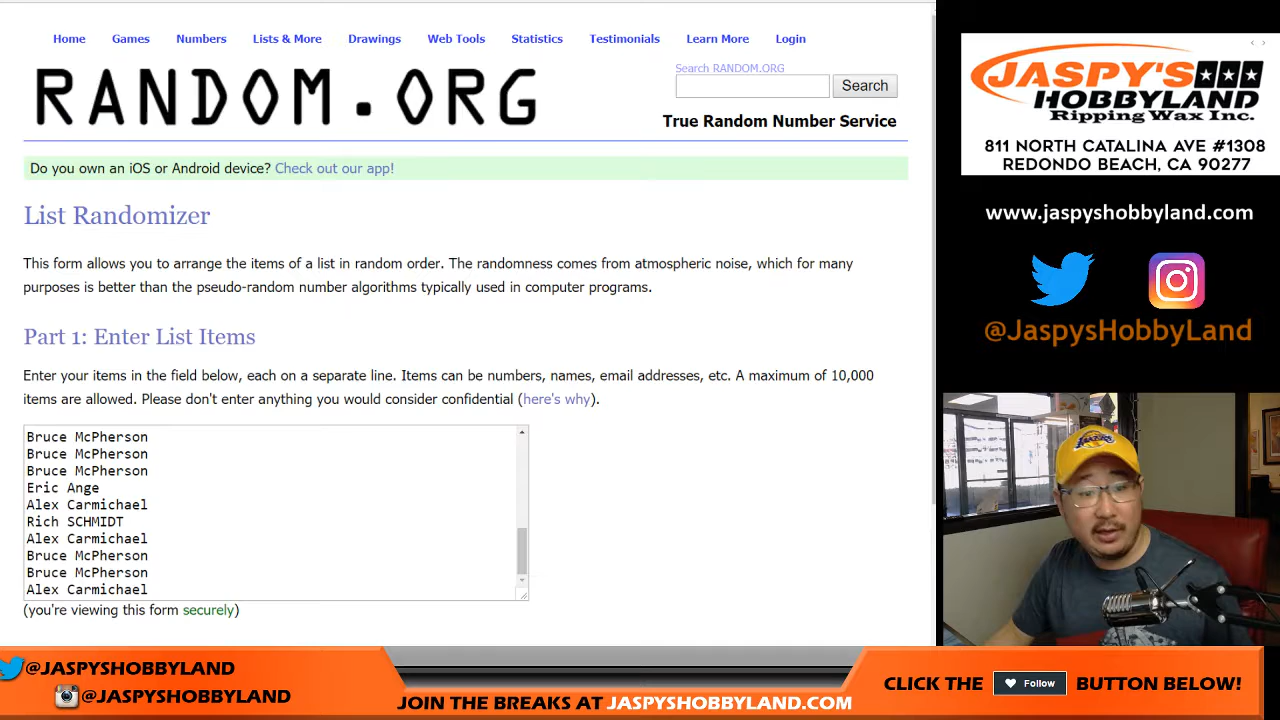 Home Games Numbers Lists & More Drawings Web Tools Statistics Testimonials Learn More Login
RANDOM.ORG
Search RANDOM.ORG
Search
True Random Number Service
Do you own an iOS or Android device? Check out our app!
List Randomizer
This form allows you to arrange the items of a list in random order. The randomness comes from atmospheric noise, which for many
purposes is better than the pseudo-random number algorithms typically used in computer programs.
Part 1: Enter List Items
Enter your items in the field below, each on a separate line. Items can be numbers, names, email addresses, etc. A maximum of 10,000
items are allowed. Please don't enter anything you would consider confidential (here's why).
Bruce McPherson
Bruce McPherson
Bruce McPherson
Eric Ange
Alex Carmichael
Rich SCHMIDT
Alex Carmichael
Bruce McPherson
Bruce McPherson
Alex Carmichael
(you're viewing this form securely)
JASPY'S
HOBBYLAND
Ripping Wax Inc.
811 NORTH CATALINA AVE #1308
REDONDO BEACH, CA 90277
www.jaspyshobbyland.com
@JaspysHobbyLand
@JASPYSHOBBYLAND
@JASPYSHOBBYLAND
JOIN THE BREAKS AT JASPYSHOBBYLAND.COM
CLICK THE Follow BUTTON BELOW!